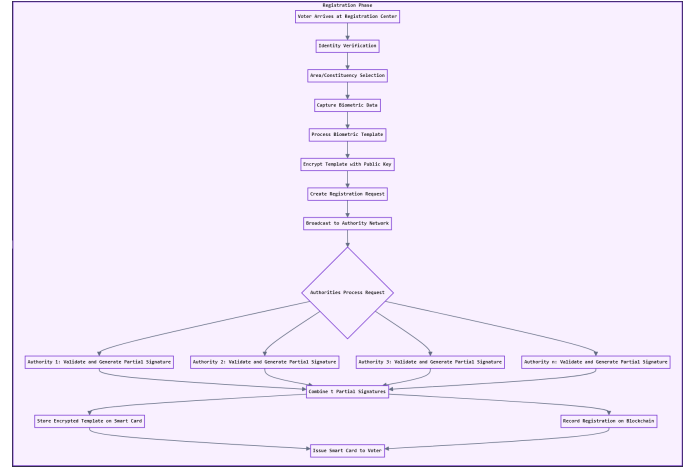 Registration Phase
Voter Arrives at Registration Center
Identity Verification
Area/Constituency Selection
Capture Biometric Data
Process Biometric Template
Encrypt Template with Public Key
Create Registration Request
Broadcast to Authority Network
Authorities Process Request
Authority 1: Validate and Generate Partial Signature
Authority 2: Validate and Generate Partial Signature
Authority 3: Validate and Generate Partial Signature
Authority n: Validate and Generate Partial Signature
Combine t Partial Signatures
Store Encrypted Template on Smart Card
Record Registration on Blockchain
Issue Smart Card to Voter